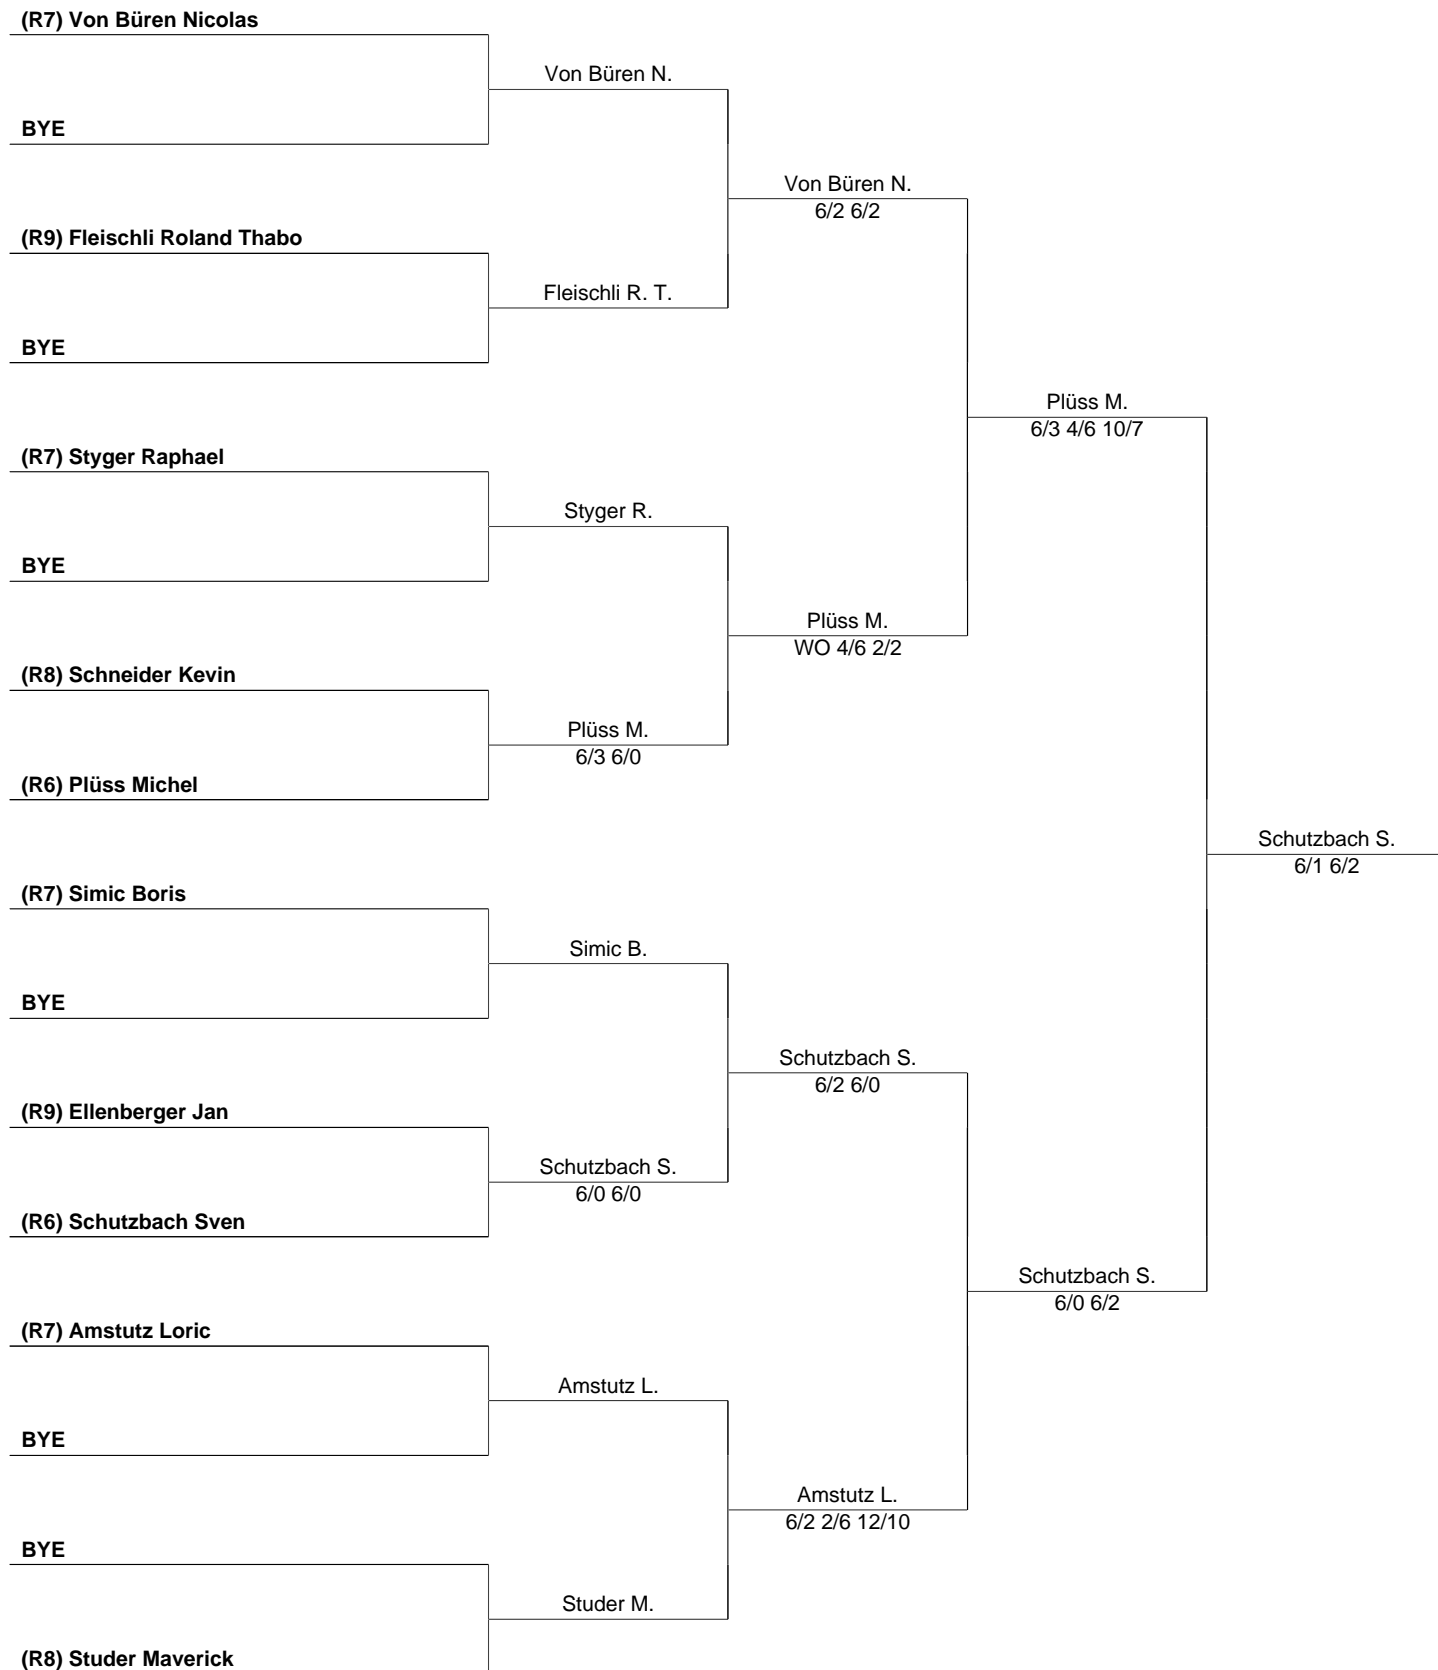 (R7) Von Büren Nicolas
Von Büren N.
BYE
Von Büren N.
6/2 6/2
(R9) Fleischli Roland Thabo
Fleischli R. T.
BYE
Plüss M.
6/3 4/6 10/7
(R7) Styger Raphael
Styger R.
BYE
Plüss M.
WO 4/6 2/2
(R8) Schneider Kevin
Plüss M.
6/3 6/0
(R6) Plüss Michel
Schutzbach S.
6/1 6/2
(R7) Simic Boris
Simic B.
BYE
Schutzbach S.
6/2 6/0
(R9) Ellenberger Jan
Schutzbach S.
6/0 6/0
(R6) Schutzbach Sven
Schutzbach S.
6/0 6/2
(R7) Amstutz Loric
Amstutz L.
BYE
Amstutz L.
6/2 2/6 12/10
BYE
Studer M.
(R8) Studer Maverick